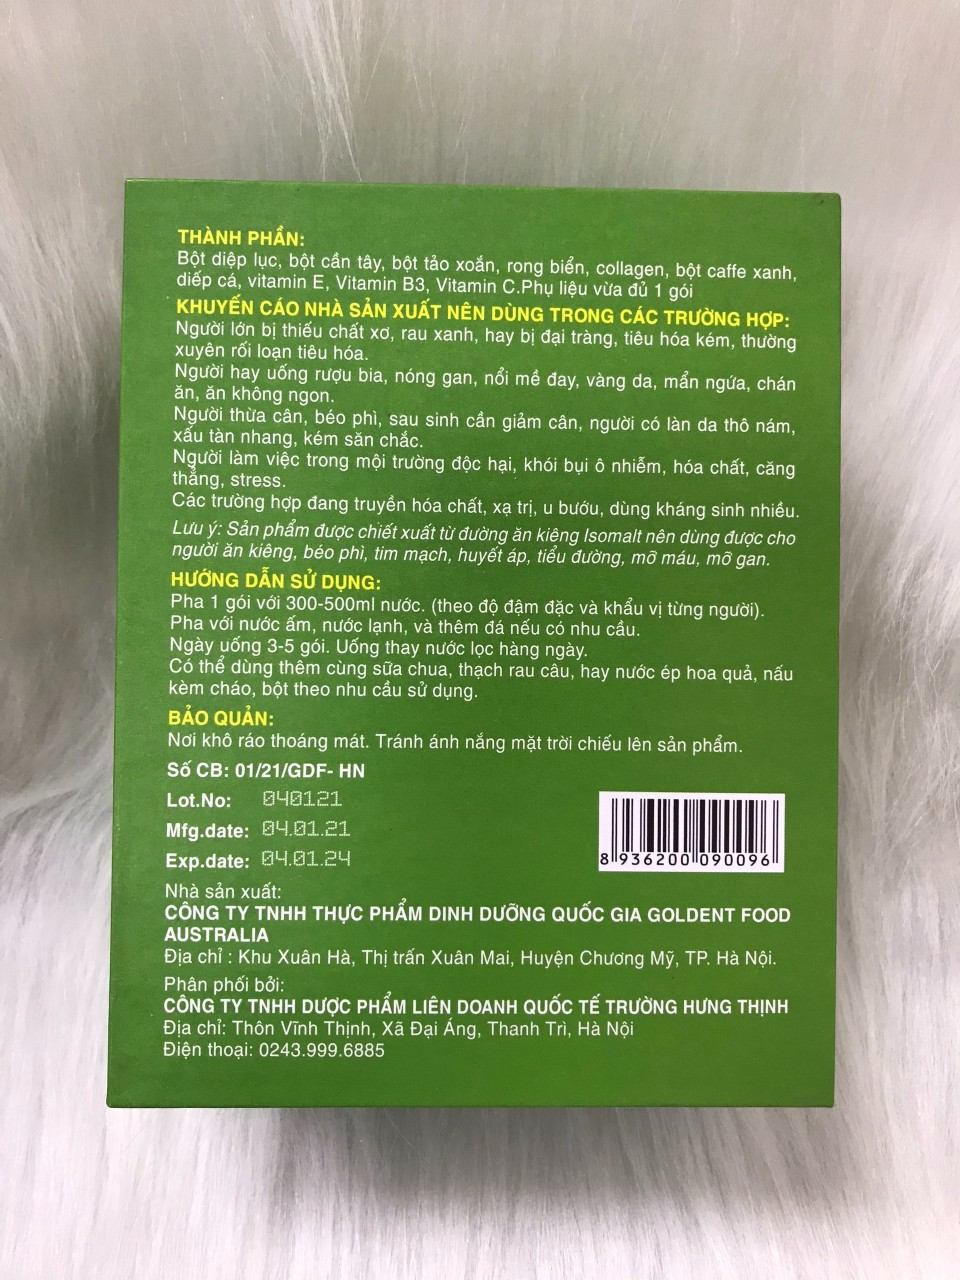 THÀNH PHẦN:
Bột diệp lục, bột cần tây, bột tảo xoắn, rong biển, collagen, bột caffe xanh,
diếp cá, vitamin E, Vitamin B3, Vitamin C.Phụ liệu vừa đủ 1 gói
KHUYẾN CÁO NHÀ SẢN XUẤT NÊN DÙNG TRONG CÁC TRƯỜNG HỢP:
Người lớn bị thiếu chất xơ, rau xanh, hay bị đại tràng, tiêu hóa kém, thường
xuyên rối loạn tiêu hóa.
Người hay uống rượu bia, nóng gan, nổi mề đay, vàng da, mẩn ngứa, chán
ăn, ăn không ngon.
Người thừa cân, béo phì, sau sinh cần giảm cân, người có làn da thô nám,
xấu tàn nhang, kém săn chắc.
Người làm việc trong môi trường độc hại, khói bụi ô nhiễm, hóa chất, căng
thẳng, stress.
Các trường hợp đang truyền hóa chất, xạ trị, u bướu, dùng kháng sinh nhiều.
Lưu ý: Sản phẩm được chiết xuất từ đường ăn kiêng Isomalt nên dùng được cho
người ăn kiêng, béo phì, tim mạch, huyết áp, tiểu đường, mỡ máu, mỡ gan.
HƯỚNG DẪN SỬ DỤNG:
Pha 1 gói với 300-500ml nước. (theo độ đậm đặc và khẩu vị từng người).
Pha với nước ấm, nước lạnh, và thêm đá nếu có nhu cầu.
Ngày uống 3-5 gói. Uống thay nước lọc hàng ngày.
Có thể dùng thêm cùng sữa chua, thạch rau câu, hay nước ép hoa quả, nấu
kèm cháo, bột theo nhu cầu sử dụng.
BẢO QUẢN:
Nơi khô ráo thoáng mát. Tránh ánh nắng mặt trời chiếu lên sản phẩm.
Số CB: 01/21/GDF- HN
Lot.No: 040121
Mfg.date: 04.01.21
Exp.date: 04.01.24
8 936200 090096
Nhà sản xuất:
CÔNG TY TNHH THỰC PHẨM DINH DƯỠNG QUỐC GIA GOLDENT FOOD
AUSTRALIA
Địa chỉ : Khu Xuân Hà, Thị trấn Xuân Mai, Huyện Chương Mỹ, TP. Hà Nội.
Phân phối bởi:
CÔNG TY TNHH DƯỢC PHẨM LIÊN DOANH QUỐC TẾ TRƯỜNG HƯNG THỊNH
Địa chỉ: Thôn Vĩnh Thịnh, Xã Đại Áng, Thanh Trì, Hà Nội
Điện thoại: 0243.999.6885